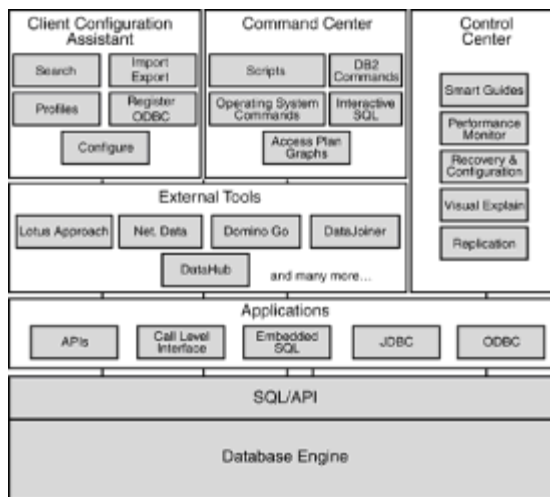 Client Configuration
Assistant
Search
Import
Export
Profiles
Register
ODBC
Configure
Command Center
Scripts
DB2
Commands
Operating System
Commands
Interactive
SQL
Access Plan
Graphs
Control
Center
Smart Guides
Performance
Monitor
Recovery &
Configuration
Visual Explain
Replication
External Tools
Lotus Approach
Net. Data
Domino Go
DataJoiner
DataHub
and many more...
Applications
APIs
Call Level
Interface
Embedded
SQL
JDBC
ODBC
SQL/API
Database Engine